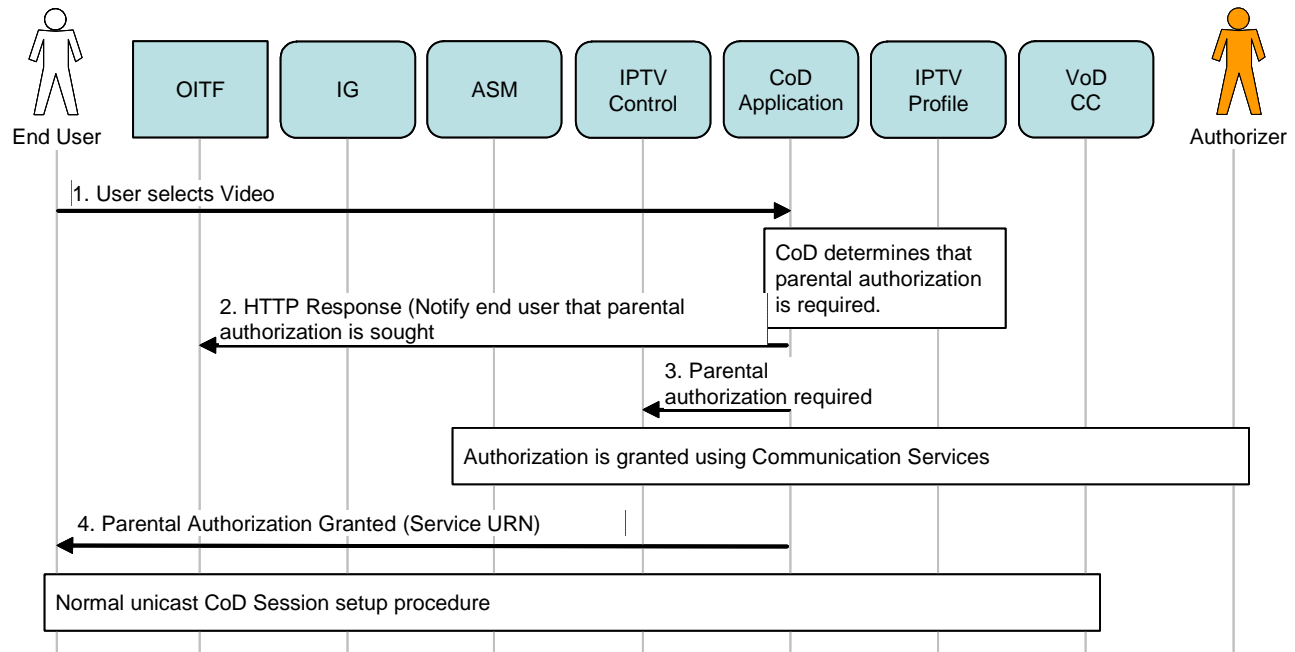 End User
OITF
IG
ASM
IPTV
Control
CoD
Application
IPTV
Profile
VoD
CC
Authorizer
1. User selects Video
CoD determines that
parental authorization
is required.
2. HTTP Response (Notify end user that parental
authorization is sought
3. Parental
authorization required
Authorization is granted using Communication Services
4. Parental Authorization Granted (Service URN)
Normal unicast CoD Session setup procedure